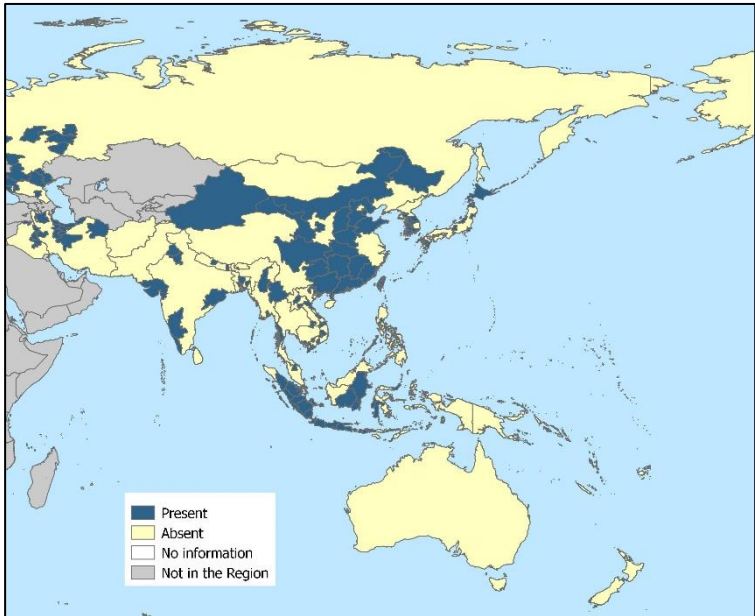 Present
Absent
No information
Not in the Region